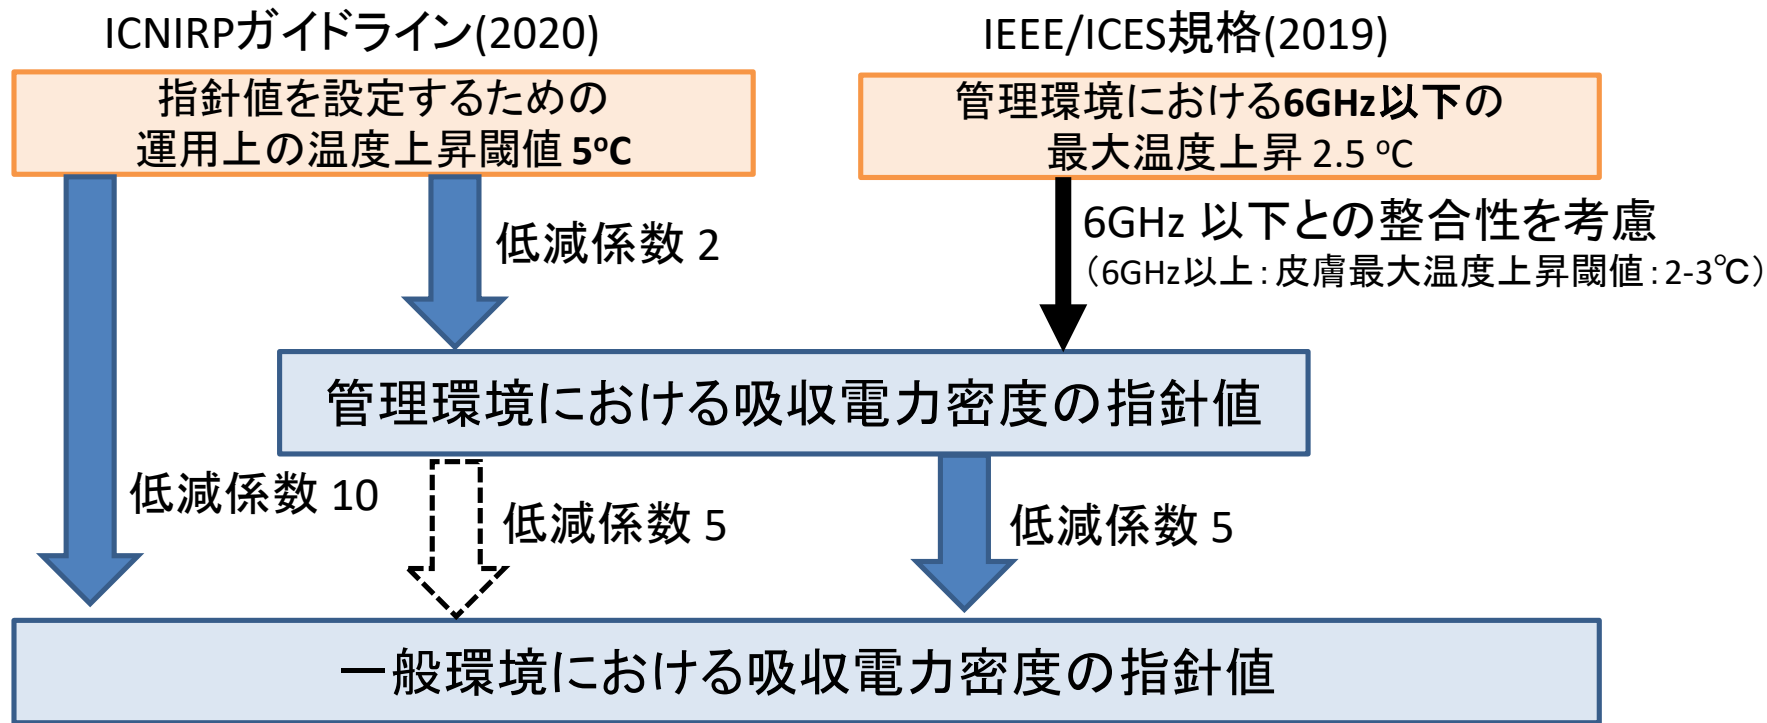 ICNIRPガイドライン(2020)
指針値を設定するための
運用上の温度上昇閾値 5°C
低減係数 2
IEEE/ICES規格(2019)
管理環境における6GHz以下の
最大温度上昇 2.5 °C
6GHz 以下との整合性を考慮
（6GHz以上：皮膚最大温度上昇閾値：2-3℃）
管理環境における吸収電力密度の指針値
低減係数 10
低減係数 5
低減係数 5
一般環境における吸収電力密度の指針値